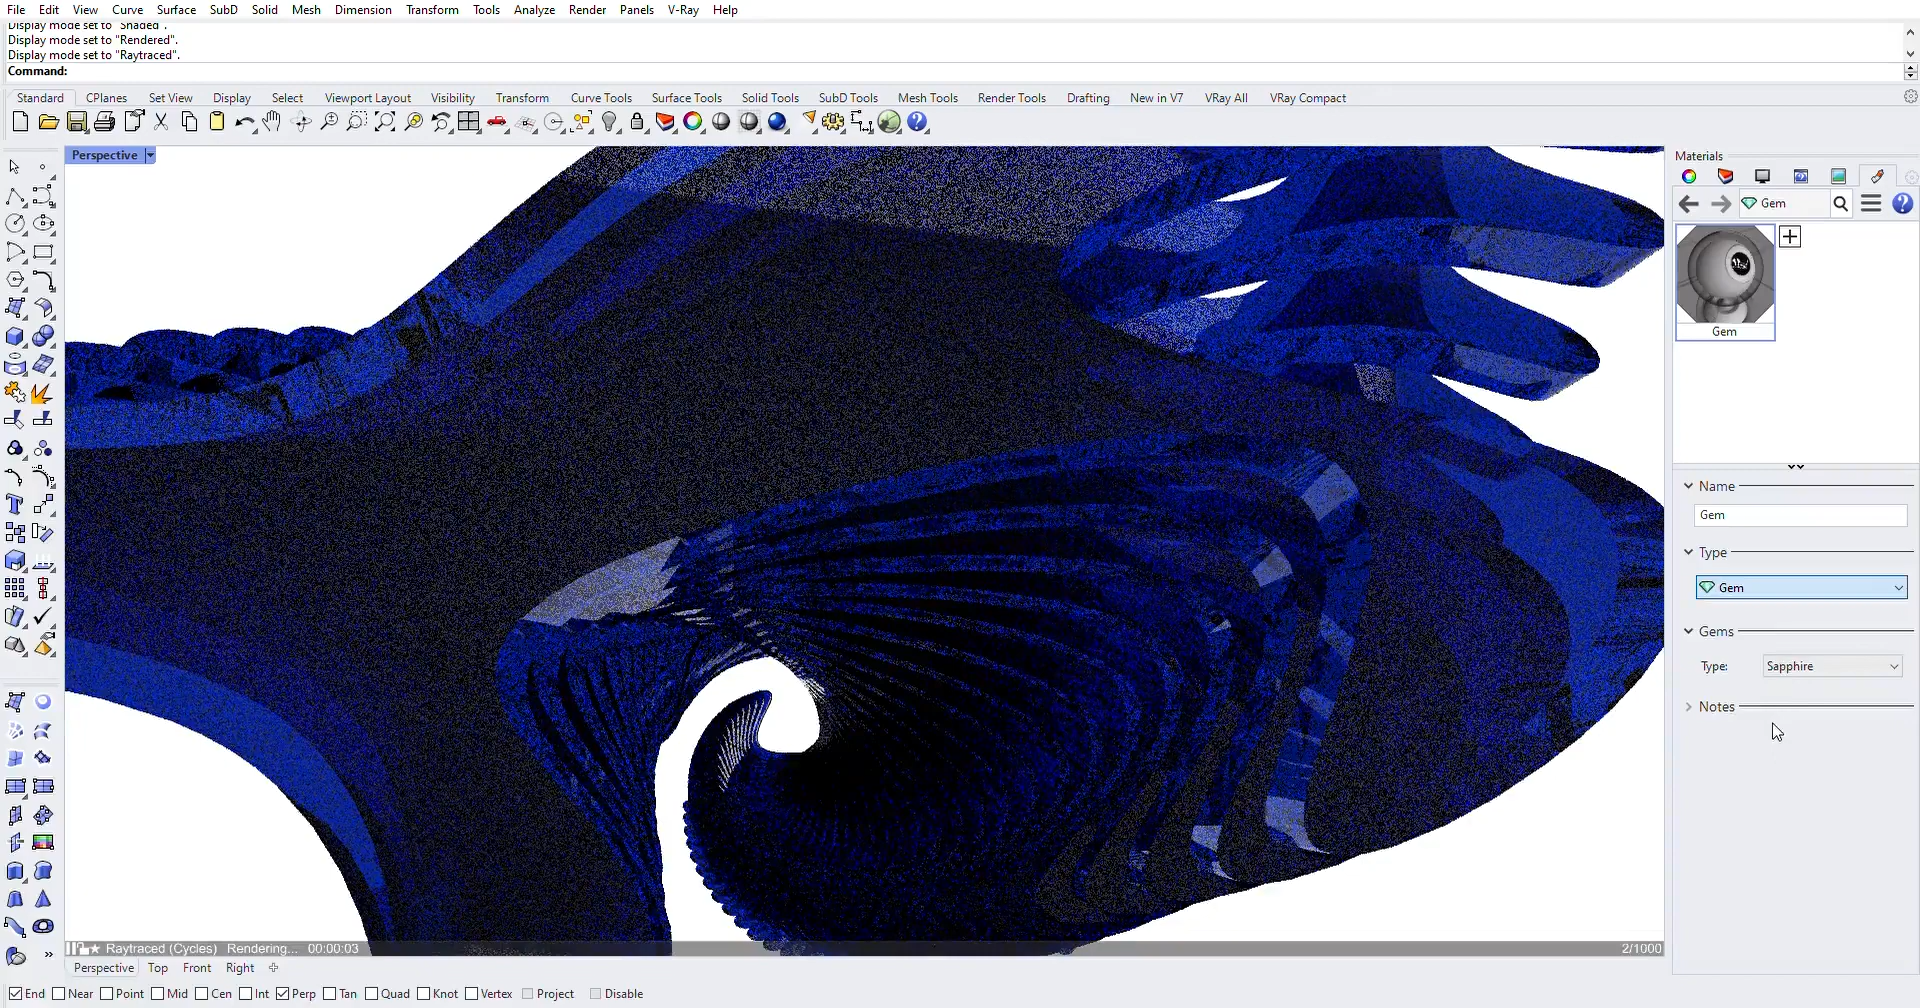 File Edit View Curve Surface SubD Solid Mesh Dimension Transform Tools Analyze Render Panels V-Ray Help
Display mode set to "Shaded".
Display mode set to "Rendered".
Display mode set to "Raytraced".
Command:
Standard CPlanes Set View Display Select Viewport Layout Visibility Transform Curve Tools Surface Tools Solid Tools SubD Tools Mesh Tools Render Tools Drafting New in V7 VRay All VRay Compact
Perspective
Materials
Gem
Gem
Name
Gem
Type
Gem
Gems
Type: Sapphire
Notes
Raytraced (Cycles) Rendering... 00:00:03 2/1000
Perspective Top Front Right
End Near Point Mid Cen Int Perp Tan Quad Knot Vertex Project Disable